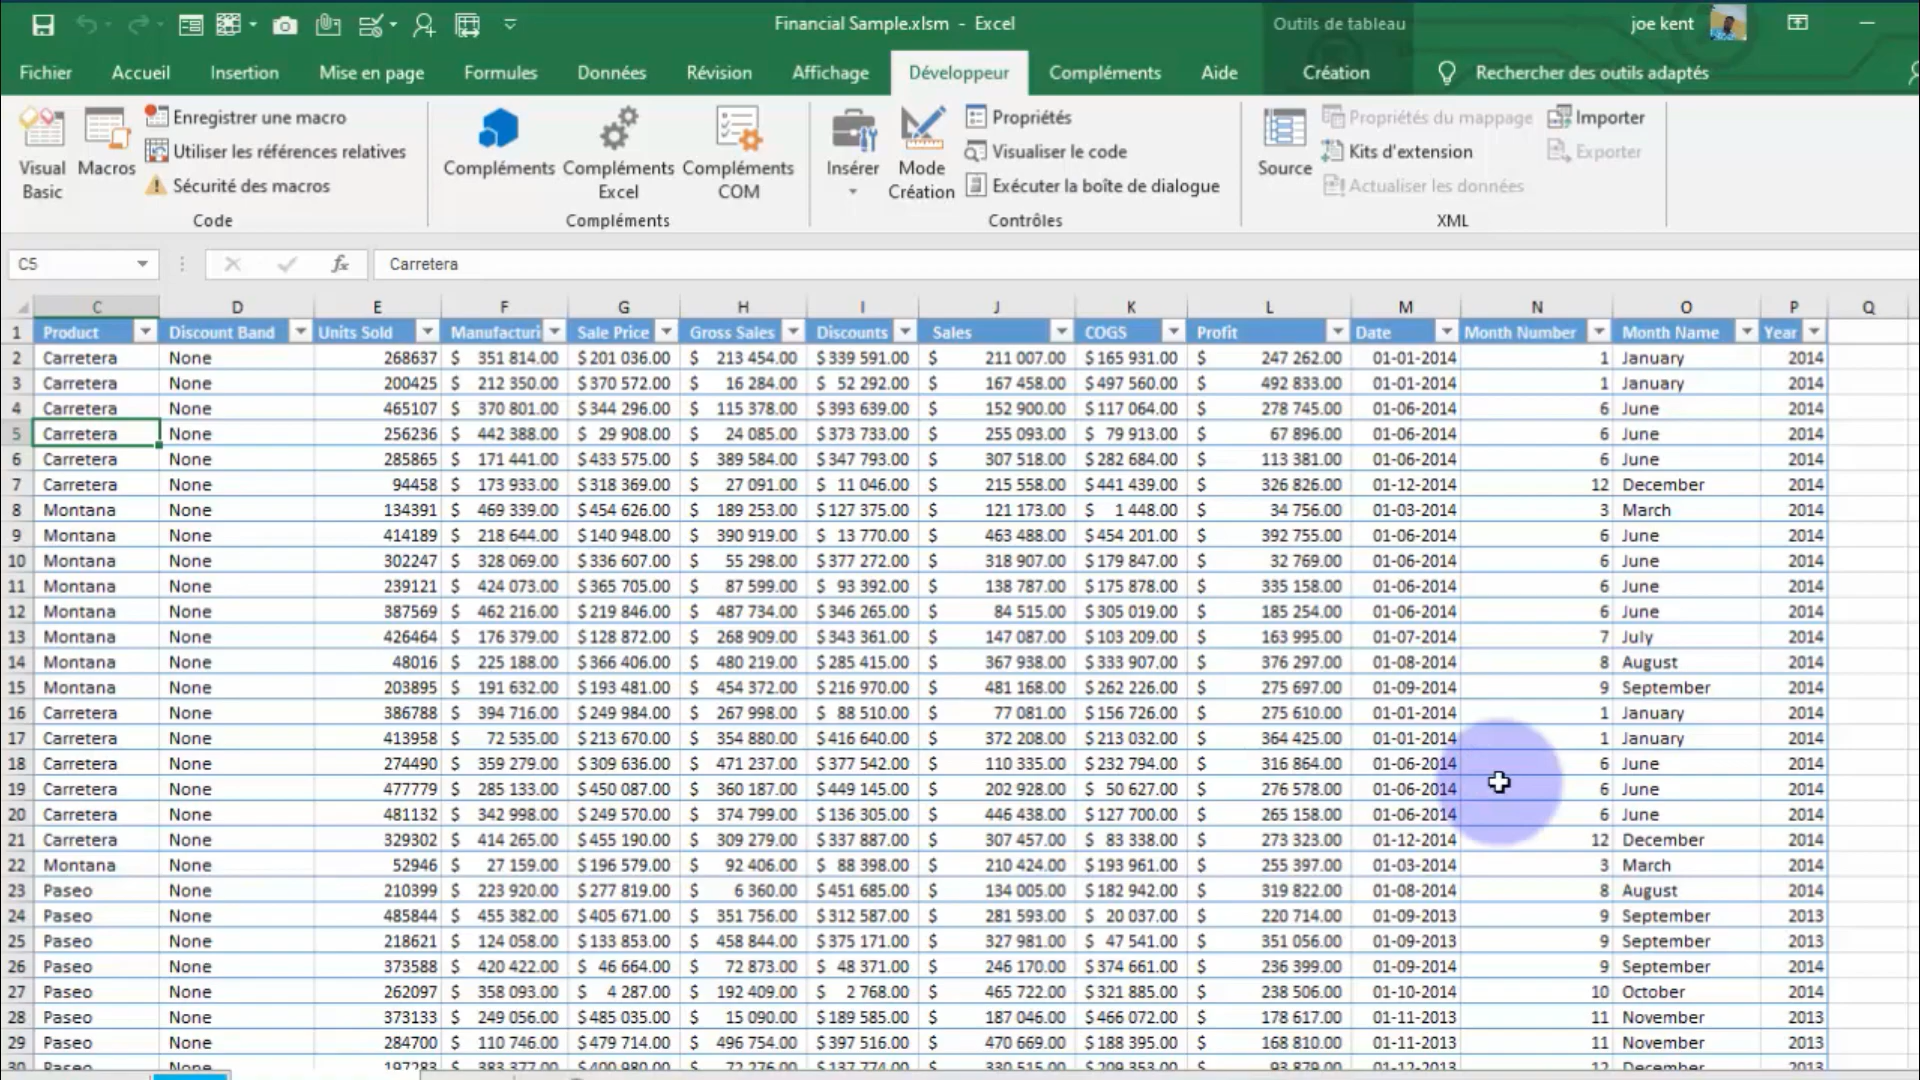 Financial Sample.xlsm - Excel
Outils de tableau
joe kent
Fichier Accueil Insertion Mise en page Formules Données Révision Affichage Développeur Compléments Aide Création Rechercher des outils adaptés
Visual Basic
Macros
Enregistrer une macro
Utiliser les références relatives
Sécurité des macros
Code
Compléments
Compléments Excel
Compléments COM
Compléments
Insérer
Mode Création
Propriétés
Visualiser le code
Exécuter la boîte de dialogue
Contrôles
Source
Propriétés du mappage
Kits d'extension
Actualiser les données
Importer
Exporter
XML
C5 fx Carretera
C D E F G H I J K L M N O P Q
1 Product Discount Band Units Sold Manufacturi Sale Price Gross Sales Discounts Sales COGS Profit Date Month Number Month Name Year
2 Carretera None 268637 $ 351 814.00 $ 201 036.00 $ 213 454.00 $ 339 591.00 $ 211 007.00 $ 165 931.00 $ 247 262.00 01-01-2014 1 January 2014
3 Carretera None 200425 $ 212 350.00 $ 370 572.00 $ 16 284.00 $ 52 292.00 $ 167 458.00 $ 497 560.00 $ 492 833.00 01-01-2014 1 January 2014
4 Carretera None 465107 $ 370 801.00 $ 344 296.00 $ 115 378.00 $ 393 639.00 $ 152 900.00 $ 117 064.00 $ 278 745.00 01-06-2014 6 June 2014
5 Carretera None 256236 $ 442 388.00 $ 29 908.00 $ 24 085.00 $ 373 733.00 $ 255 093.00 $ 79 913.00 $ 67 896.00 01-06-2014 6 June 2014
6 Carretera None 285865 $ 171 441.00 $ 433 575.00 $ 389 584.00 $ 347 793.00 $ 307 518.00 $ 282 684.00 $ 113 381.00 01-06-2014 6 June 2014
7 Carretera None 94458 $ 173 933.00 $ 318 369.00 $ 27 091.00 $ 11 046.00 $ 215 558.00 $ 441 439.00 $ 326 826.00 01-12-2014 12 December 2014
8 Montana None 134391 $ 469 339.00 $ 454 626.00 $ 189 253.00 $ 127 375.00 $ 121 173.00 $ 1 448.00 $ 34 756.00 01-03-2014 3 March 2014
9 Montana None 414189 $ 218 644.00 $ 140 948.00 $ 390 919.00 $ 13 770.00 $ 463 488.00 $ 454 201.00 $ 392 755.00 01-06-2014 6 June 2014
10 Montana None 302247 $ 328 069.00 $ 336 607.00 $ 55 298.00 $ 377 272.00 $ 318 907.00 $ 179 847.00 $ 32 769.00 01-06-2014 6 June 2014
11 Montana None 239121 $ 424 073.00 $ 365 705.00 $ 87 599.00 $ 93 392.00 $ 138 787.00 $ 175 878.00 $ 335 158.00 01-06-2014 6 June 2014
12 Montana None 387569 $ 462 216.00 $ 219 846.00 $ 487 734.00 $ 346 265.00 $ 84 515.00 $ 305 019.00 $ 185 254.00 01-06-2014 6 June 2014
13 Montana None 426464 $ 176 379.00 $ 128 872.00 $ 268 909.00 $ 343 361.00 $ 147 087.00 $ 103 209.00 $ 163 995.00 01-07-2014 7 July 2014
14 Montana None 48016 $ 225 188.00 $ 366 406.00 $ 480 219.00 $ 285 415.00 $ 367 938.00 $ 333 907.00 $ 376 297.00 01-08-2014 8 August 2014
15 Montana None 203895 $ 191 632.00 $ 193 481.00 $ 454 372.00 $ 216 970.00 $ 481 168.00 $ 262 226.00 $ 275 697.00 01-09-2014 9 September 2014
16 Carretera None 386788 $ 394 716.00 $ 249 984.00 $ 267 998.00 $ 88 510.00 $ 77 081.00 $ 156 726.00 $ 275 610.00 01-01-2014 1 January 2014
17 Carretera None 413958 $ 72 535.00 $ 213 670.00 $ 354 880.00 $ 416 640.00 $ 372 208.00 $ 213 032.00 $ 364 425.00 01-01-2014 1 January 2014
18 Carretera None 274490 $ 359 279.00 $ 309 636.00 $ 471 237.00 $ 377 542.00 $ 110 335.00 $ 232 794.00 $ 316 864.00 01-06-2014 6 June 2014
19 Carretera None 477779 $ 285 133.00 $ 450 087.00 $ 360 187.00 $ 449 145.00 $ 202 928.00 $ 50 627.00 $ 276 578.00 01-06-2014 6 June 2014
20 Carretera None 481132 $ 342 998.00 $ 249 570.00 $ 374 799.00 $ 136 305.00 $ 446 438.00 $ 127 700.00 $ 265 158.00 01-06-2014 6 June 2014
21 Carretera None 329302 $ 414 265.00 $ 455 190.00 $ 309 279.00 $ 337 887.00 $ 307 457.00 $ 83 338.00 $ 273 323.00 01-12-2014 12 December 2014
22 Montana None 52946 $ 27 159.00 $ 196 579.00 $ 92 406.00 $ 88 398.00 $ 210 424.00 $ 193 961.00 $ 255 397.00 01-03-2014 3 March 2014
23 Paseo None 210399 $ 223 920.00 $ 277 819.00 $ 6 360.00 $ 451 685.00 $ 134 005.00 $ 182 942.00 $ 319 822.00 01-08-2014 8 August 2014
24 Paseo None 485844 $ 455 382.00 $ 405 671.00 $ 351 756.00 $ 312 587.00 $ 281 593.00 $ 20 037.00 $ 220 714.00 01-09-2013 9 September 2013
25 Paseo None 218621 $ 124 058.00 $ 133 853.00 $ 458 844.00 $ 375 171.00 $ 327 981.00 $ 47 541.00 $ 351 056.00 01-09-2013 9 September 2013
26 Paseo None 373588 $ 420 422.00 $ 46 664.00 $ 72 873.00 $ 48 371.00 $ 246 170.00 $ 374 661.00 $ 236 399.00 01-09-2014 9 September 2014
27 Paseo None 262097 $ 358 093.00 $ 4 287.00 $ 192 409.00 $ 2 768.00 $ 465 722.00 $ 321 885.00 $ 238 506.00 01-10-2014 10 October 2014
28 Paseo None 373133 $ 249 056.00 $ 485 035.00 $ 15 090.00 $ 189 585.00 $ 187 046.00 $ 466 072.00 $ 178 617.00 01-11-2013 11 November 2013
29 Paseo None 284700 $ 110 746.00 $ 479 714.00 $ 496 754.00 $ 397 516.00 $ 470 669.00 $ 188 395.00 $ 168 810.00 01-11-2013 11 November 2013
30 Paseo None 197283 $ 383 377.00 $ 400 980.00 $ 72 276.00 $ 137 774.00 $ 330 515.00 $ 209 353.00 $ 93 879.00 01-12-2013 12 December 2013